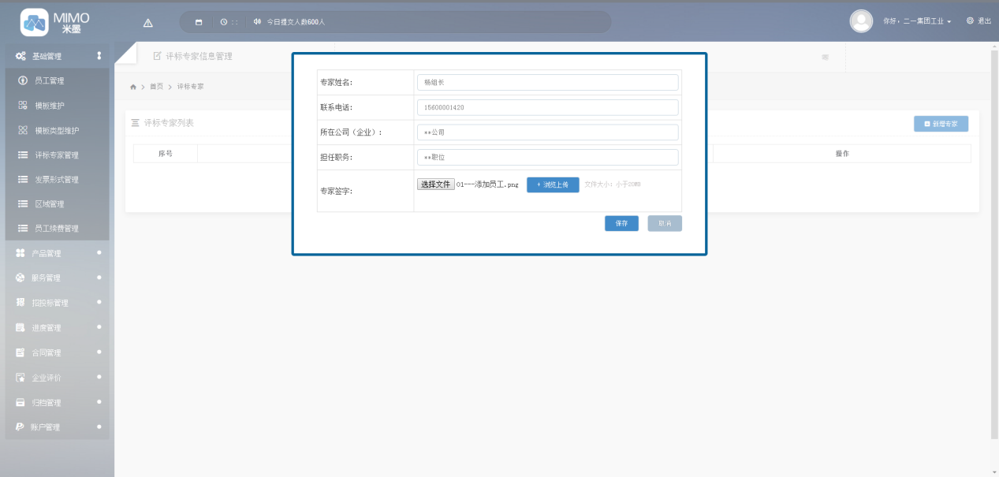 MIMO
米墨
今日提交入数600人
你好，二一集团工业
退出
基础管理
员工管理
模板维护
模板类型维护
评标专家管理
发票形式管理
区域管理
员工续费管理
产品管理
服务管理
招投标管理
进度管理
合同管理
企业评价
归档管理
账户管理
评标专家信息管理
首页 > 评标专家
评标专家列表
新增专家
序号
操作
专家姓名: 杨组长
联系电话: 15600001420
所在公司（企业）: **公司
担任职务: **职位
专家签字: 选择文件 01---添加员工.png + 浏览上传 文件大小: 小于20MB
保存 取消